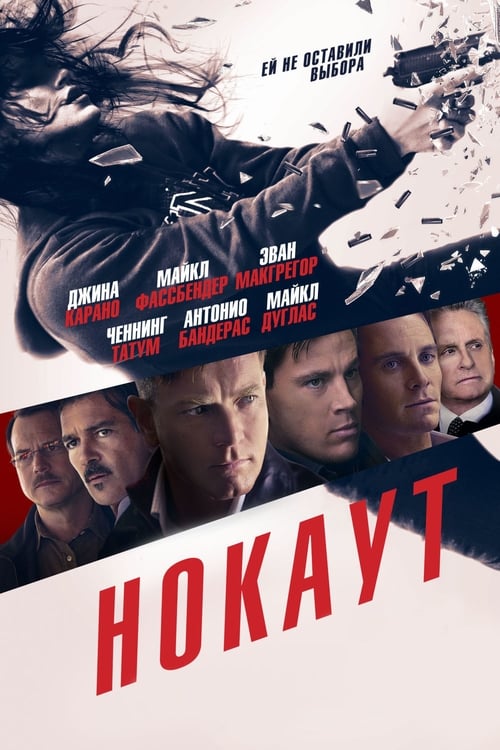 ЕЙ НЕ ОСТАВИЛИ
ВЫБОРА
ДЖИНА
КАРАНО
МАЙКЛ
ФАССБЕНДЕР
ЭВАН
МАКГРЕГОР
ЧЕННИНГ
ТАТУМ
АНТОНИО
БАНДЕРАС
МАЙКЛ
ДУГЛАС
НОКАУТ